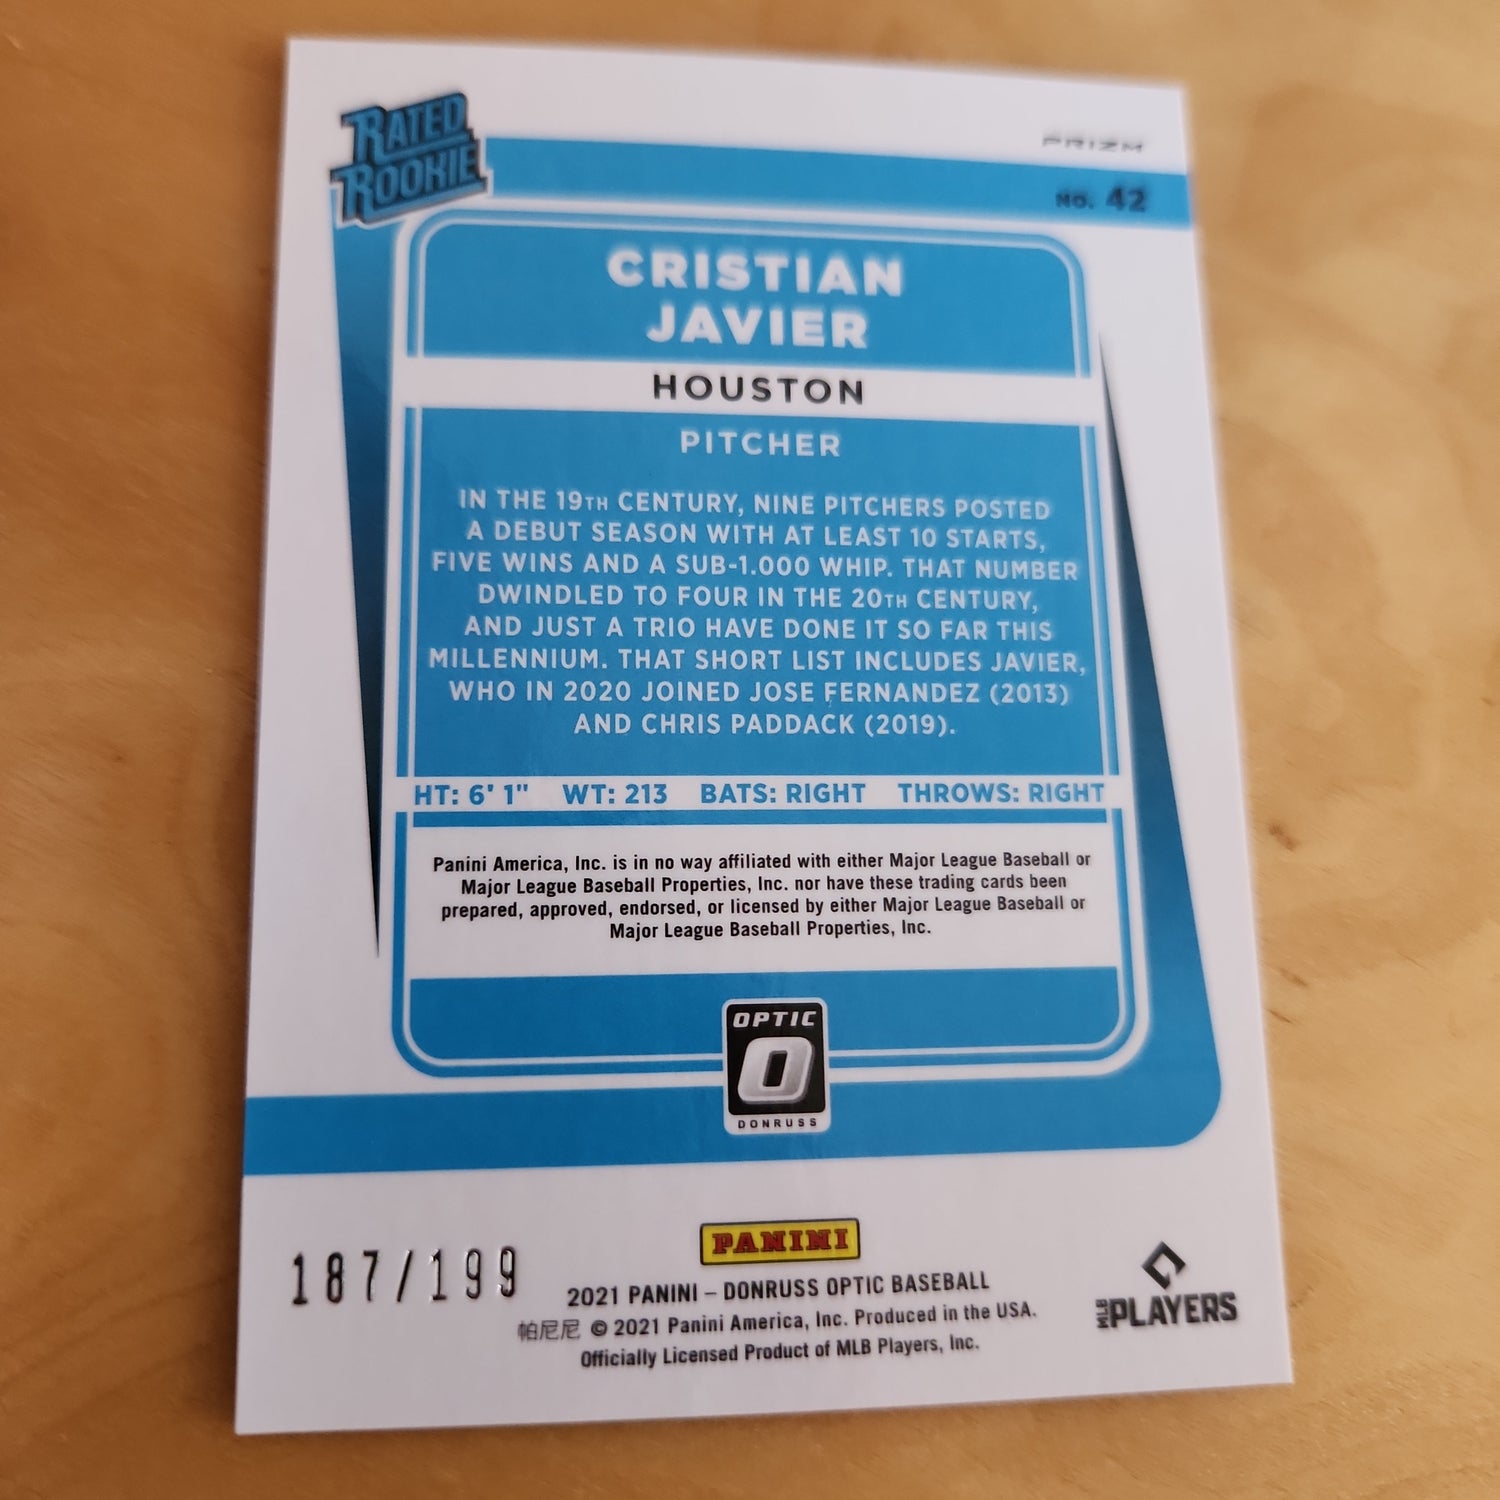 RATED
ROOKIE
PRIZM
NO. 42
CRISTIAN
JAVIER
HOUSTON
PITCHER
IN THE 19TH CENTURY, NINE PITCHERS POSTED
A DEBUT SEASON WITH AT LEAST 10 STARTS,
FIVE WINS AND A SUB-1.000 WHIP. THAT NUMBER
DWINDLED TO FOUR IN THE 20TH CENTURY,
AND JUST A TRIO HAVE DONE IT SO FAR THIS
MILLENNIUM. THAT SHORT LIST INCLUDES JAVIER,
WHO IN 2020 JOINED JOSE FERNANDEZ (2013)
AND CHRIS PADDACK (2019).
HT: 6' 1" WT: 213 BATS: RIGHT THROWS: RIGHT
Panini America, Inc. is in no way affiliated with either Major League Baseball or
Major League Baseball Properties, Inc. nor have these trading cards been
prepared, approved, endorsed, or licensed by either Major League Baseball or
Major League Baseball Properties, Inc.
OPTIC
O
DONRUSS
PANINI
187/199
2021 PANINI – DONRUSS OPTIC BASEBALL
帕尼尼 © 2021 Panini America, Inc. Produced in the USA.
Officially Licensed Product of MLB Players, Inc.
MLB PLAYERS